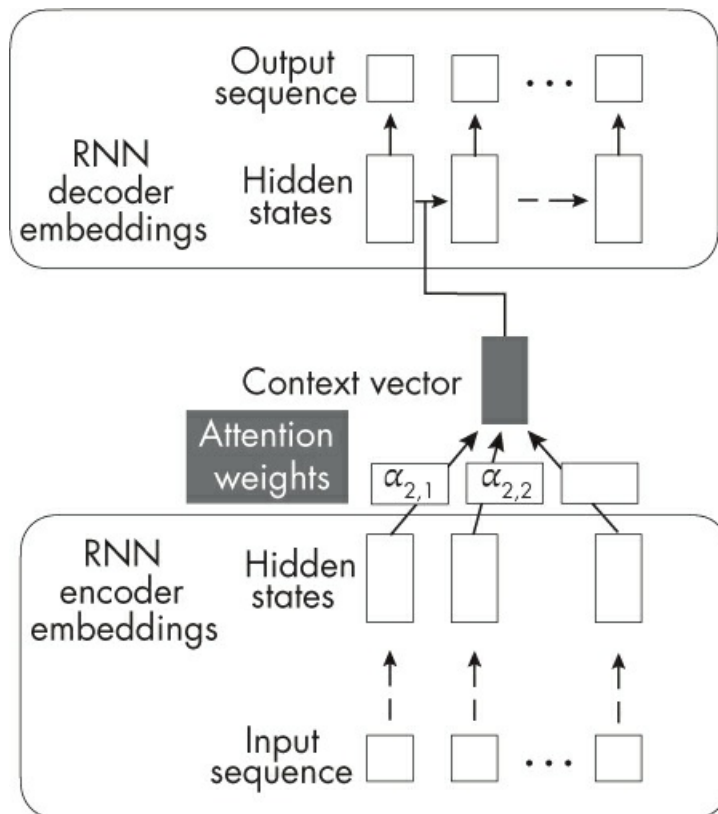 Output
sequence
RNN
decoder
embeddings
Hidden
states
Context vector
Attention
weights
α2,1
α2,2
RNN
encoder
embeddings
Hidden
states
Input
sequence